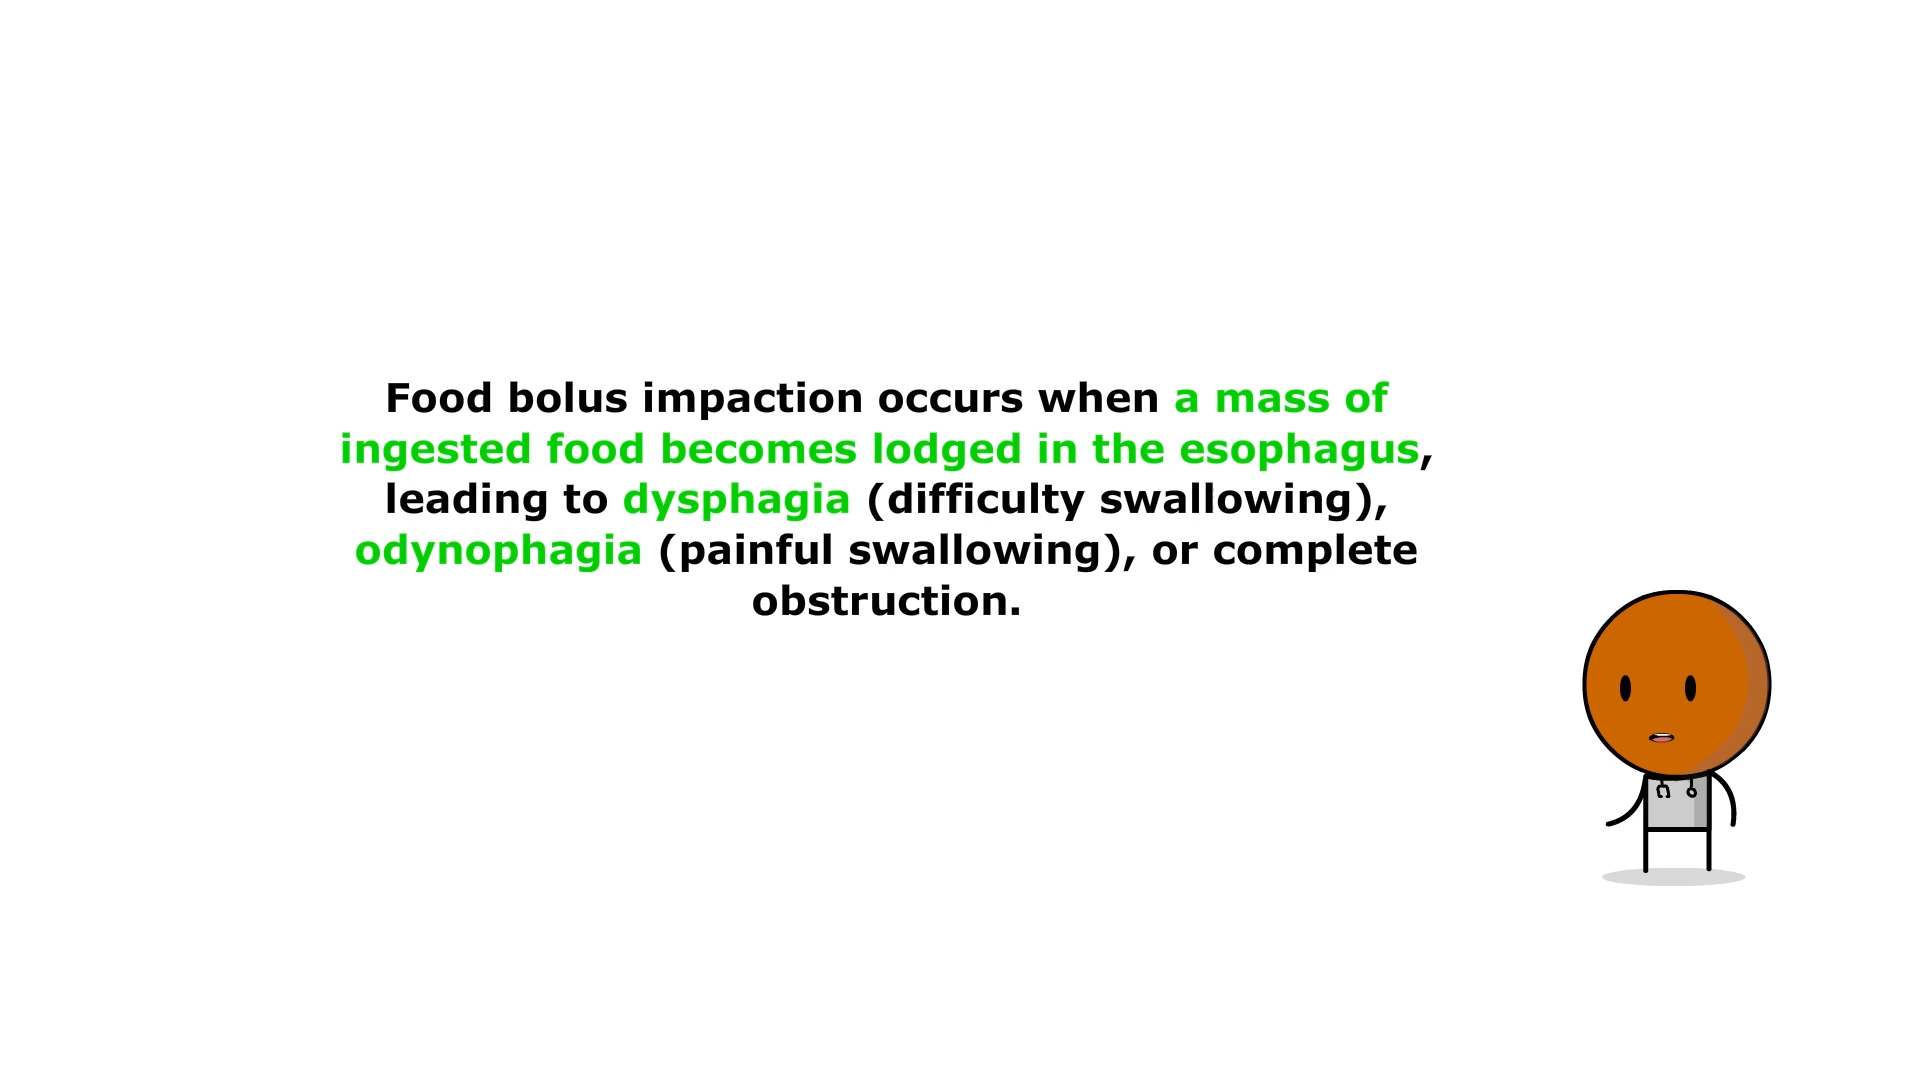 Food bolus impaction occurs when a mass of
ingested food becomes lodged in the esophagus,
leading to dysphagia (difficulty swallowing),
odynophagia (painful swallowing), or complete
obstruction.